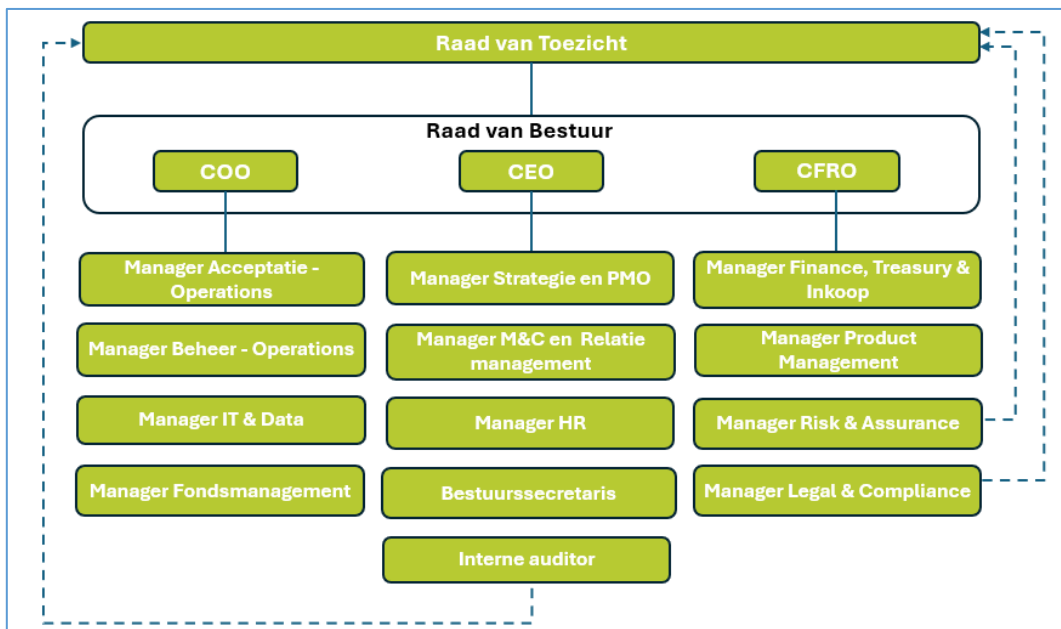 Raad van Toezicht
Raad van Bestuur
COO
CEO
CFRO
Manager Acceptatie -
Operations
Manager Beheer - Operations
Manager IT & Data
Manager Fondsmanagement
Manager Strategie en PMO
Manager M&C en Relatie
management
Manager HR
Bestuurssecretaris
Interne auditor
Manager Finance, Treasury &
Inkoop
Manager Product
Management
Manager Risk & Assurance
Manager Legal & Compliance